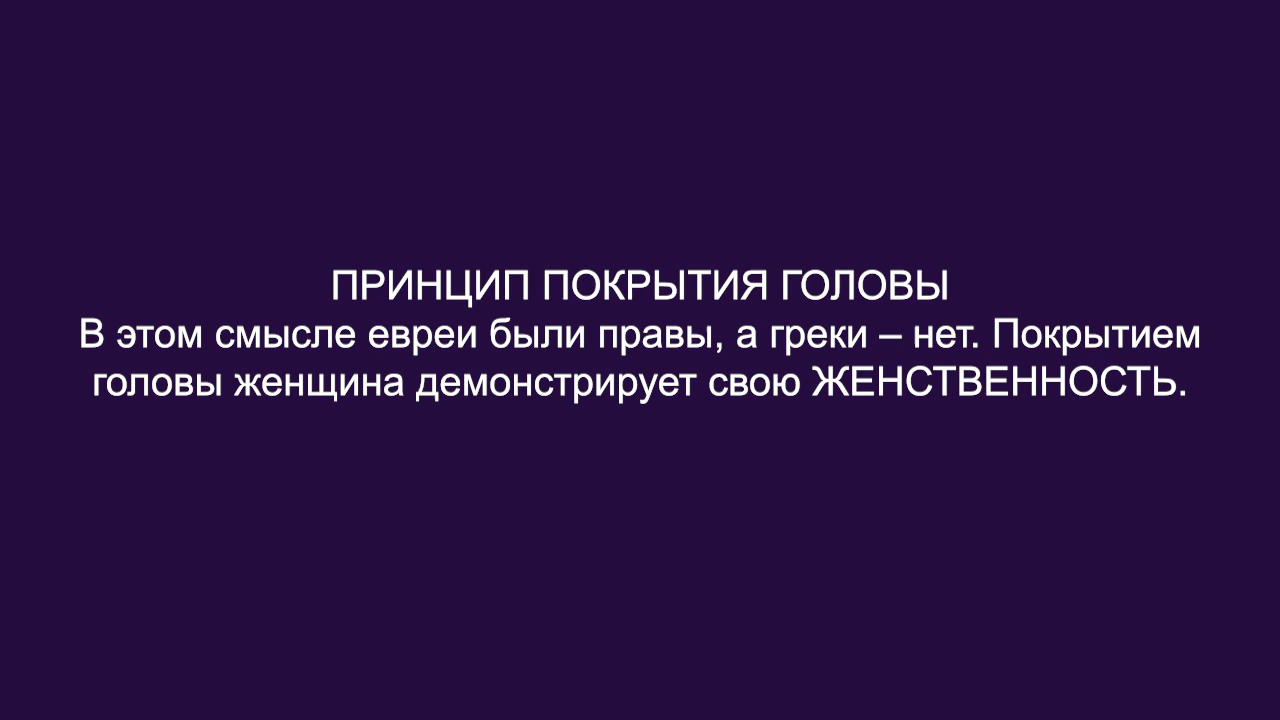 ПРИНЦИП ПОКРЫТИЯ ГОЛОВЫ
В этом смысле евреи были правы, а греки – нет. Покрытием
головы женщина демонстрирует свою ЖЕНСТВЕННОСТЬ.